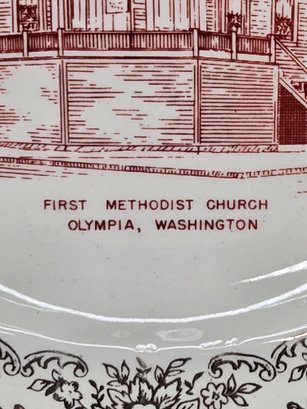 FIRST METHODIST CHURCH
OLYMPIA, WASHINGTON